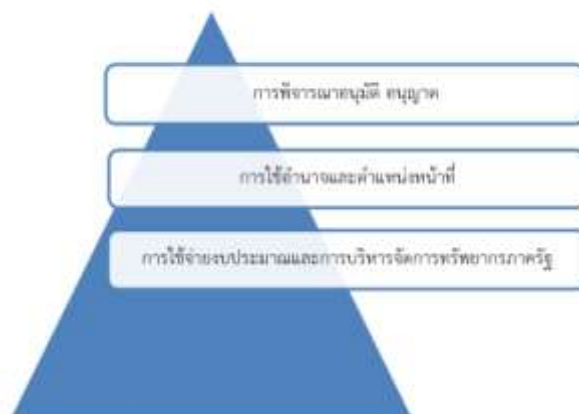 การพิจารณาอนุมัติ อนุญาต
การใช้อำนาจและตำแหน่งหน้าที่
การใช้จ่ายงบประมาณและการบริหารจัดการทรัพยากรภาครัฐ